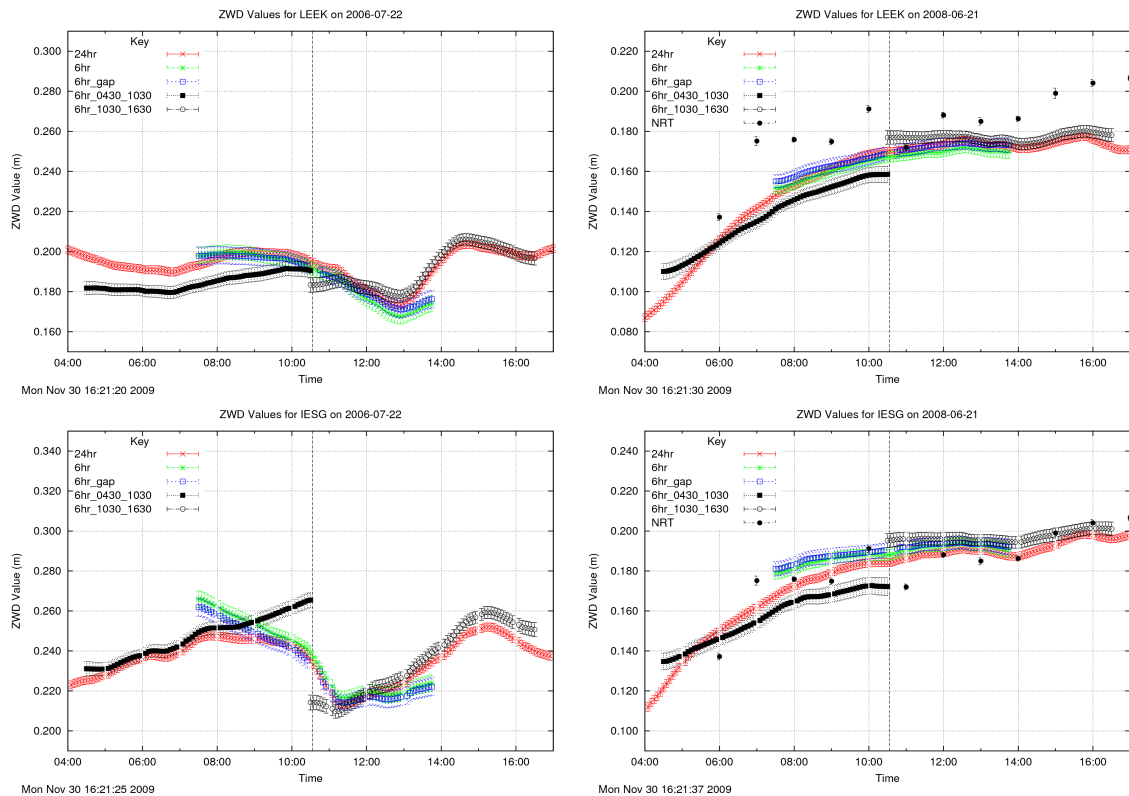 ZWD Values for LEEK on 2006-07-22
Key
24hr
6hr
6hr_gap
6hr_0430_1030
6hr_1030_1630
ZWD Value (m)
0.300
0.280
0.260
0.240
0.220
0.200
0.180
0.160
04:00 06:00 08:00 10:00 12:00 14:00 16:00
Time
Mon Nov 30 16:21:20 2009
ZWD Values for LEEK on 2008-06-21
Key
24hr
6hr
6hr_gap
6hr_0430_1030
6hr_1030_1630
NRT
ZWD Value (m)
0.220
0.200
0.180
0.160
0.140
0.120
0.100
0.080
04:00 06:00 08:00 10:00 12:00 14:00 16:00
Time
Mon Nov 30 16:21:30 2009
ZWD Values for IESG on 2006-07-22
Key
24hr
6hr
6hr_gap
6hr_0430_1030
6hr_1030_1630
ZWD Value (m)
0.340
0.320
0.300
0.280
0.260
0.240
0.220
0.200
04:00 06:00 08:00 10:00 12:00 14:00 16:00
Time
Mon Nov 30 16:21:25 2009
ZWD Values for IESG on 2008-06-21
Key
24hr
6hr
6hr_gap
6hr_0430_1030
6hr_1030_1630
NRT
ZWD Value (m)
0.240
0.220
0.200
0.180
0.160
0.140
0.120
0.100
04:00 06:00 08:00 10:00 12:00 14:00 16:00
Time
Mon Nov 30 16:21:37 2009